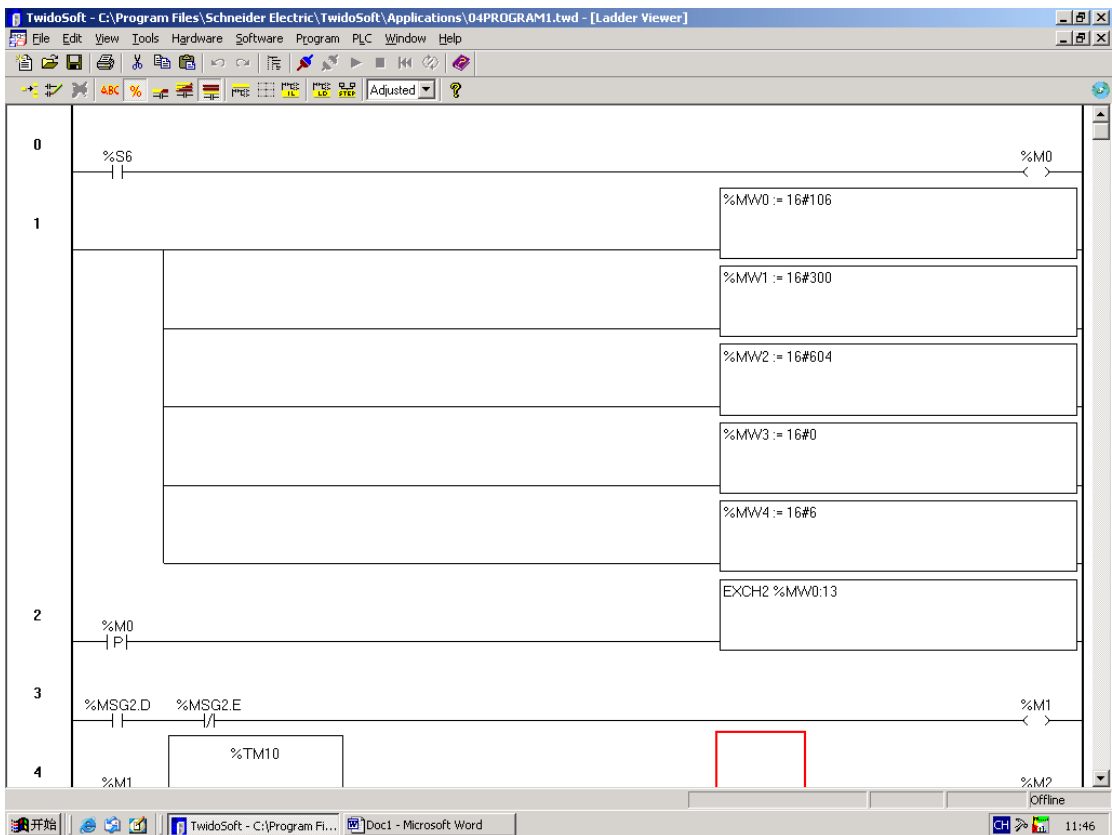 TwidoSoft - C:\Program Files\Schneider Electric\TwidoSoft\Applications\04PROGRAM1.twd - [Ladder Viewer]
File Edit View Tools Hardware Software Program PLC Window Help
ABC % Adjusted
0
%S6 %M0
%MW0 := 16#106
1
%MW1 := 16#300
%MW2 := 16#604
%MW3 := 16#0
%MW4 := 16#6
EXCH2 %MW0:13
2
%M0
P
3
%MSG2.D %MSG2.E %M1
%TM10
4
%M1 %M2
Offline
开始 TwidoSoft - C:\Program Fi... Doc1 - Microsoft Word CH 11:46